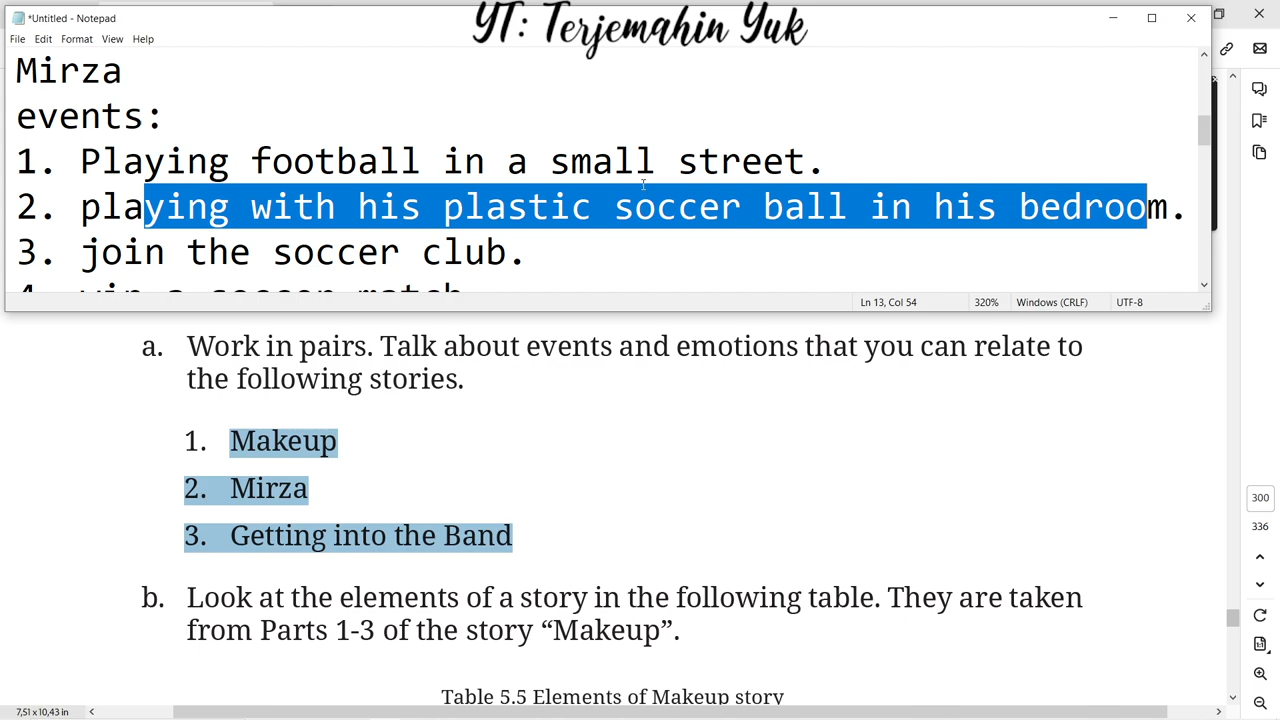 *Untitled - Notepad
YT: Terjemahin Yuk
File Edit Format View Help
Mirza
events:
1. Playing football in a small street.
2. playing with his plastic soccer ball in his bedroom.
3. join the soccer club.
4. win a soccer match
Ln 13, Col 54 320% Windows (CRLF) UTF-8
a. Work in pairs. Talk about events and emotions that you can relate to
the following stories.
1. Makeup
2. Mirza
3. Getting into the Band
b. Look at the elements of a story in the following table. They are taken
from Parts 1-3 of the story “Makeup”.
Table 5.5 Elements of Makeup story
300
336
7,51 x 10,43 in